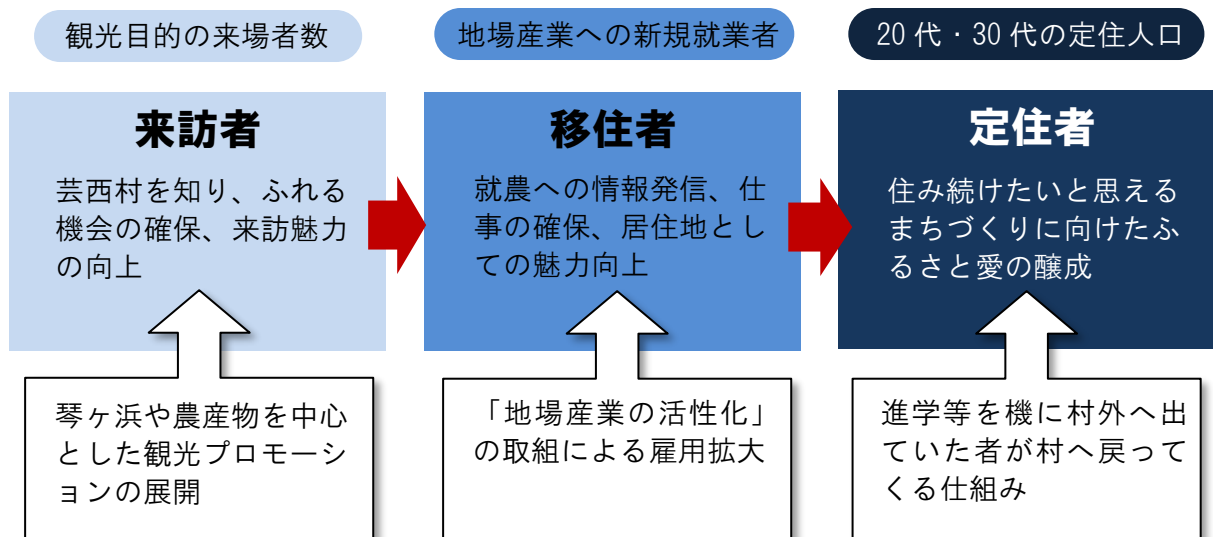 観光目的の来場者数
地場産業への新規就業者
20代・30代の定住人口
来訪者
芸西村を知り、ふれる
機会の確保、来訪魅力
の向上
移住者
就農への情報発信、仕
事の確保、居住地とし
ての魅力向上
定住者
住み続けたいと思える
まちづくりに向けたふ
るさと愛の醸成
琴ヶ浜や農産物を中心
とした観光プロモーシ
ョンの展開
「地場産業の活性化」
の取組による雇用拡大
進学等を機に村外へ出
ていた者が村へ戻って
くる仕組み